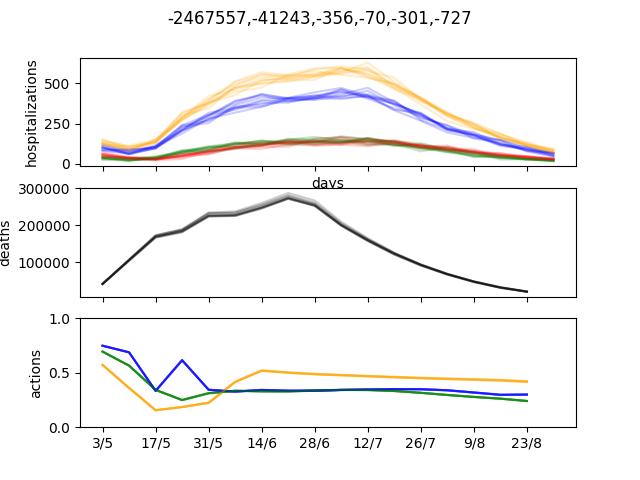 -2467557,-41243,-356,-70,-301,-727
hospitalizations
500
250
0
days
deaths
300000
200000
100000
actions
1.0
0.5
0.0
3/5 17/5 31/5 14/6 28/6 12/7 26/7 9/8 23/8